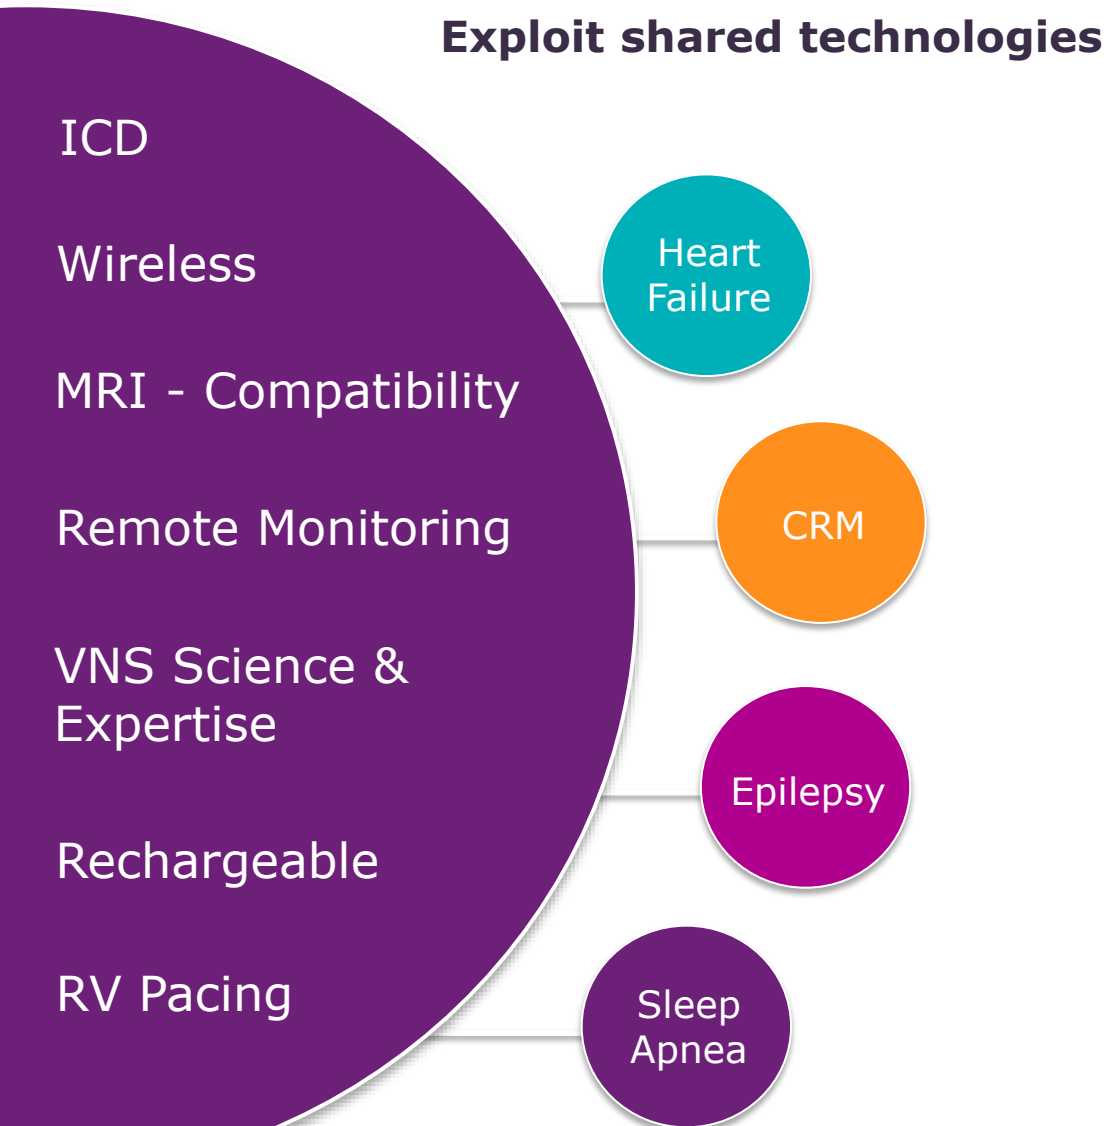 Exploit shared technologies
ICD
Wireless
MRI - Compatibility
Remote Monitoring
VNS Science &
Expertise
Rechargeable
RV Pacing
Heart
Failure
CRM
Epilepsy
Sleep
Apnea